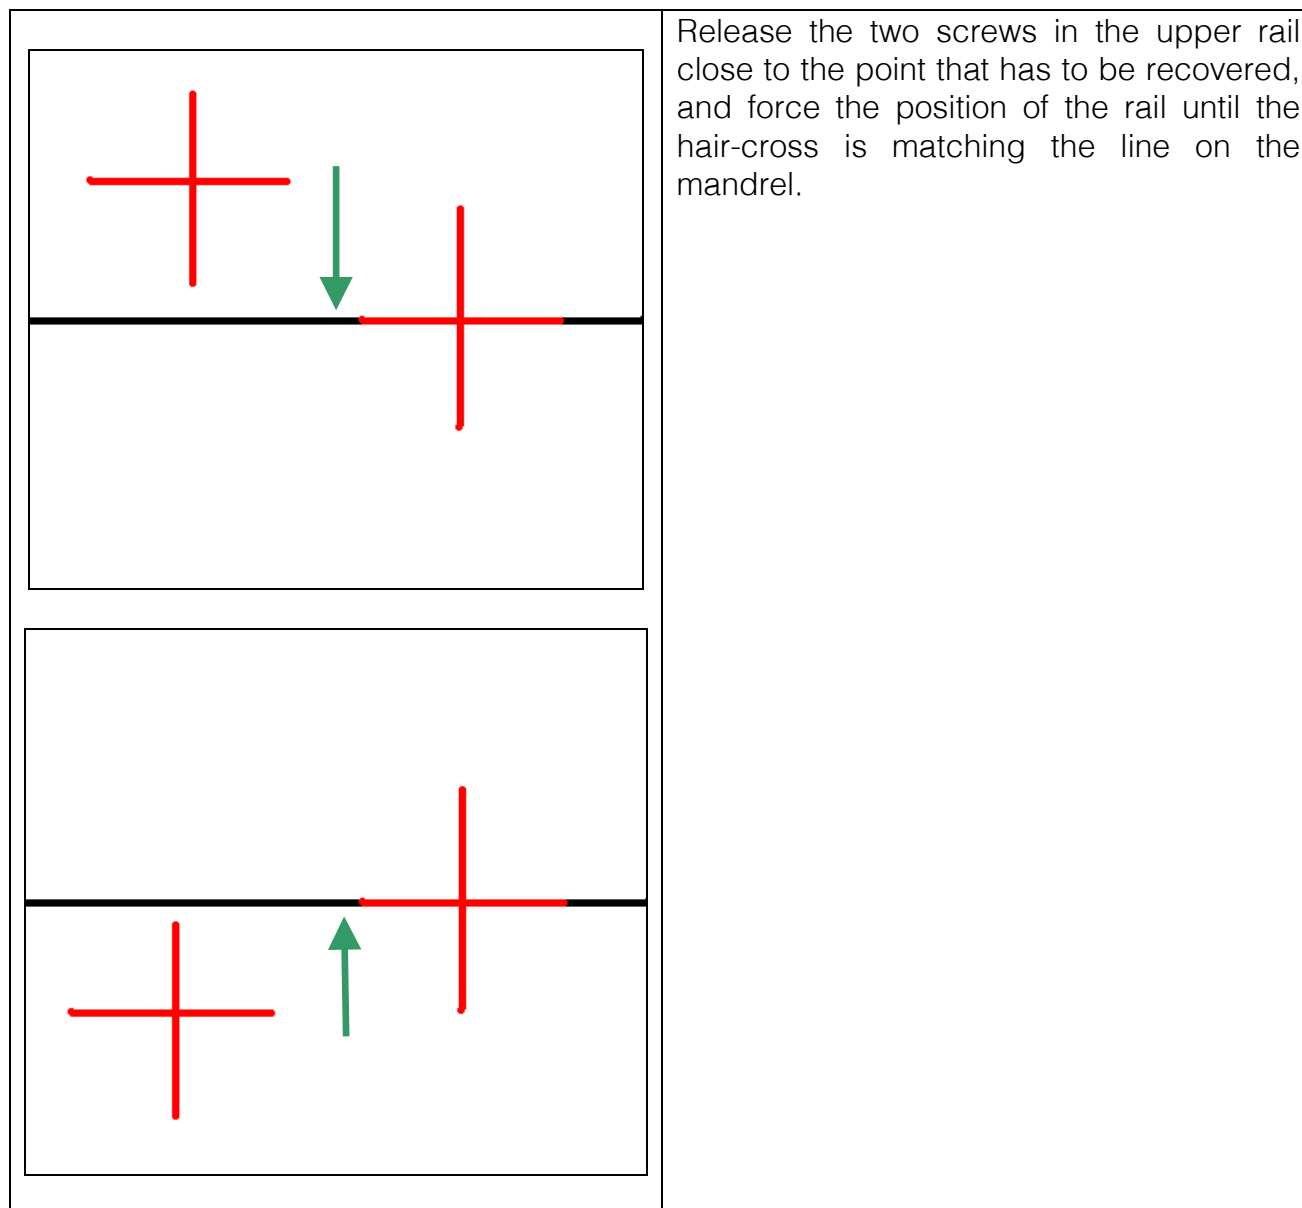 Release the two screws in the upper rail
close to the point that has to be recovered,
and force the position of the rail until the
hair-cross is matching the line on the
mandrel.